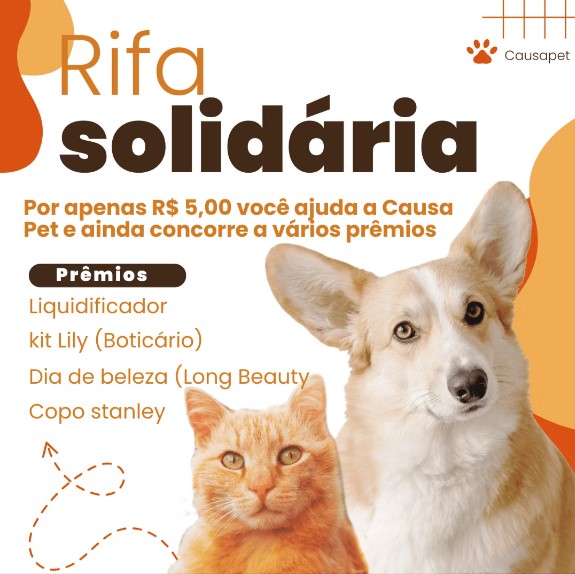 Rifa
Causapet
solidária
Por apenas R$ 5,00 você ajuda a Causa
Pet e ainda concorre a vários prêmios
Prêmios
Liquidificador
kit Lily (Boticário)
Dia de beleza (Long Beauty
Copo stanley